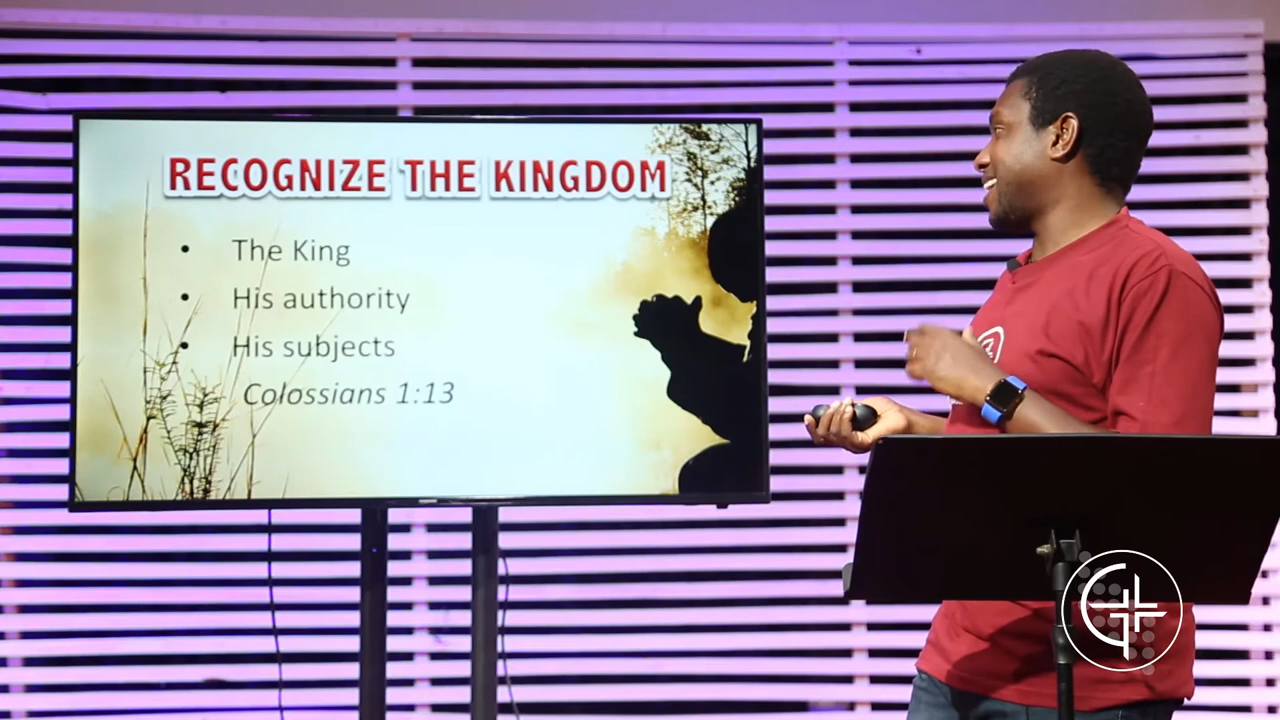 RECOGNIZE THE KINGDOM
• The King
• His authority
• His subjects
Colossians 1:13